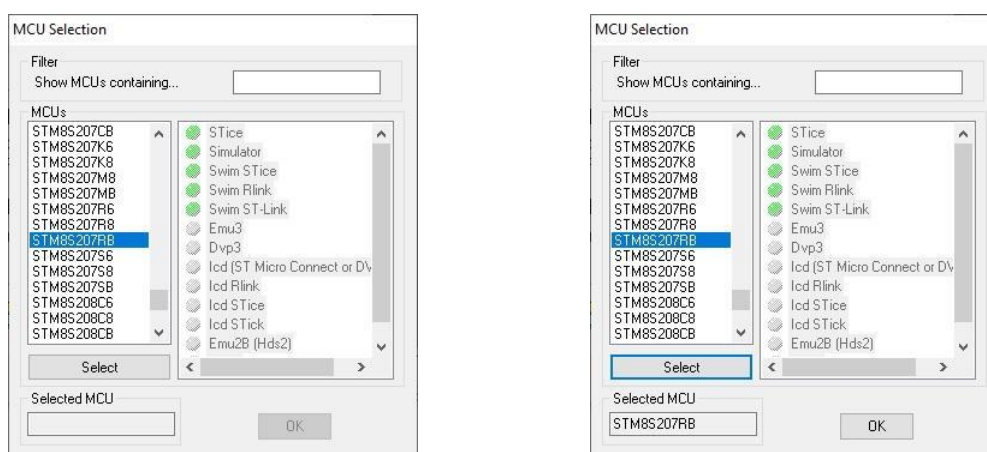 MCU Selection
Filter
Show MCUs containing...
MCUs
STM8S207CB
STM8S207K6
STM8S207K8
STM8S207M8
STM8S207MB
STM8S207R6
STM8S207R8
STM8S207RB
STM8S207S6
STM8S207S8
STM8S207SB
STM8S208C6
STM8S208C8
STM8S208CB
STice
Simulator
Swim STice
Swim Rlink
Swim ST-Link
Emu3
Dvp3
Icd (ST Micro Connect or DV
Icd Rlink
Icd STice
Icd STick
Emu2B (Hds2)
Select
Selected MCU
OK
MCU Selection
Filter
Show MCUs containing...
MCUs
STM8S207CB
STM8S207K6
STM8S207K8
STM8S207M8
STM8S207MB
STM8S207R6
STM8S207R8
STM8S207RB
STM8S207S6
STM8S207S8
STM8S207SB
STM8S208C6
STM8S208C8
STM8S208CB
STice
Simulator
Swim STice
Swim Rlink
Swim ST-Link
Emu3
Dvp3
Icd (ST Micro Connect or DV
Icd Rlink
Icd STice
Icd STick
Emu2B (Hds2)
Select
Selected MCU
STM8S207RB
OK